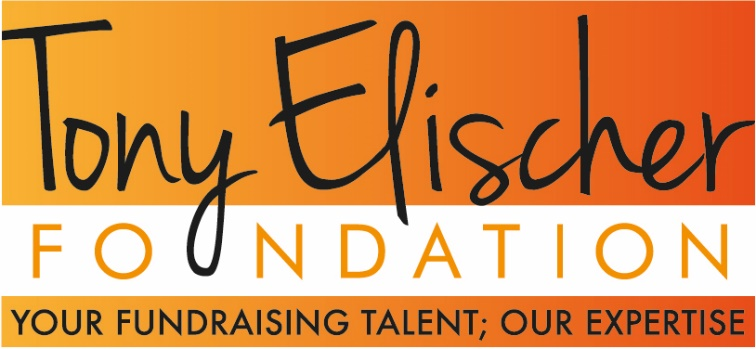 Tony Elischer
FOUNDATION
YOUR FUNDRAISING TALENT; OUR EXPERTISE